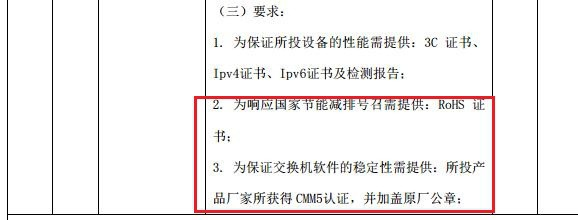 （三）要求：
1. 为保证所投设备的性能需提供：3C 证书、
Ipv4证书、Ipv6证书及检测报告；
2. 为响应国家节能减排号召需提供：RoHS 证
书；
3. 为保证交换机软件的稳定性需提供：所投产
品厂家所获得 CMM5认证，并加盖原厂公章；